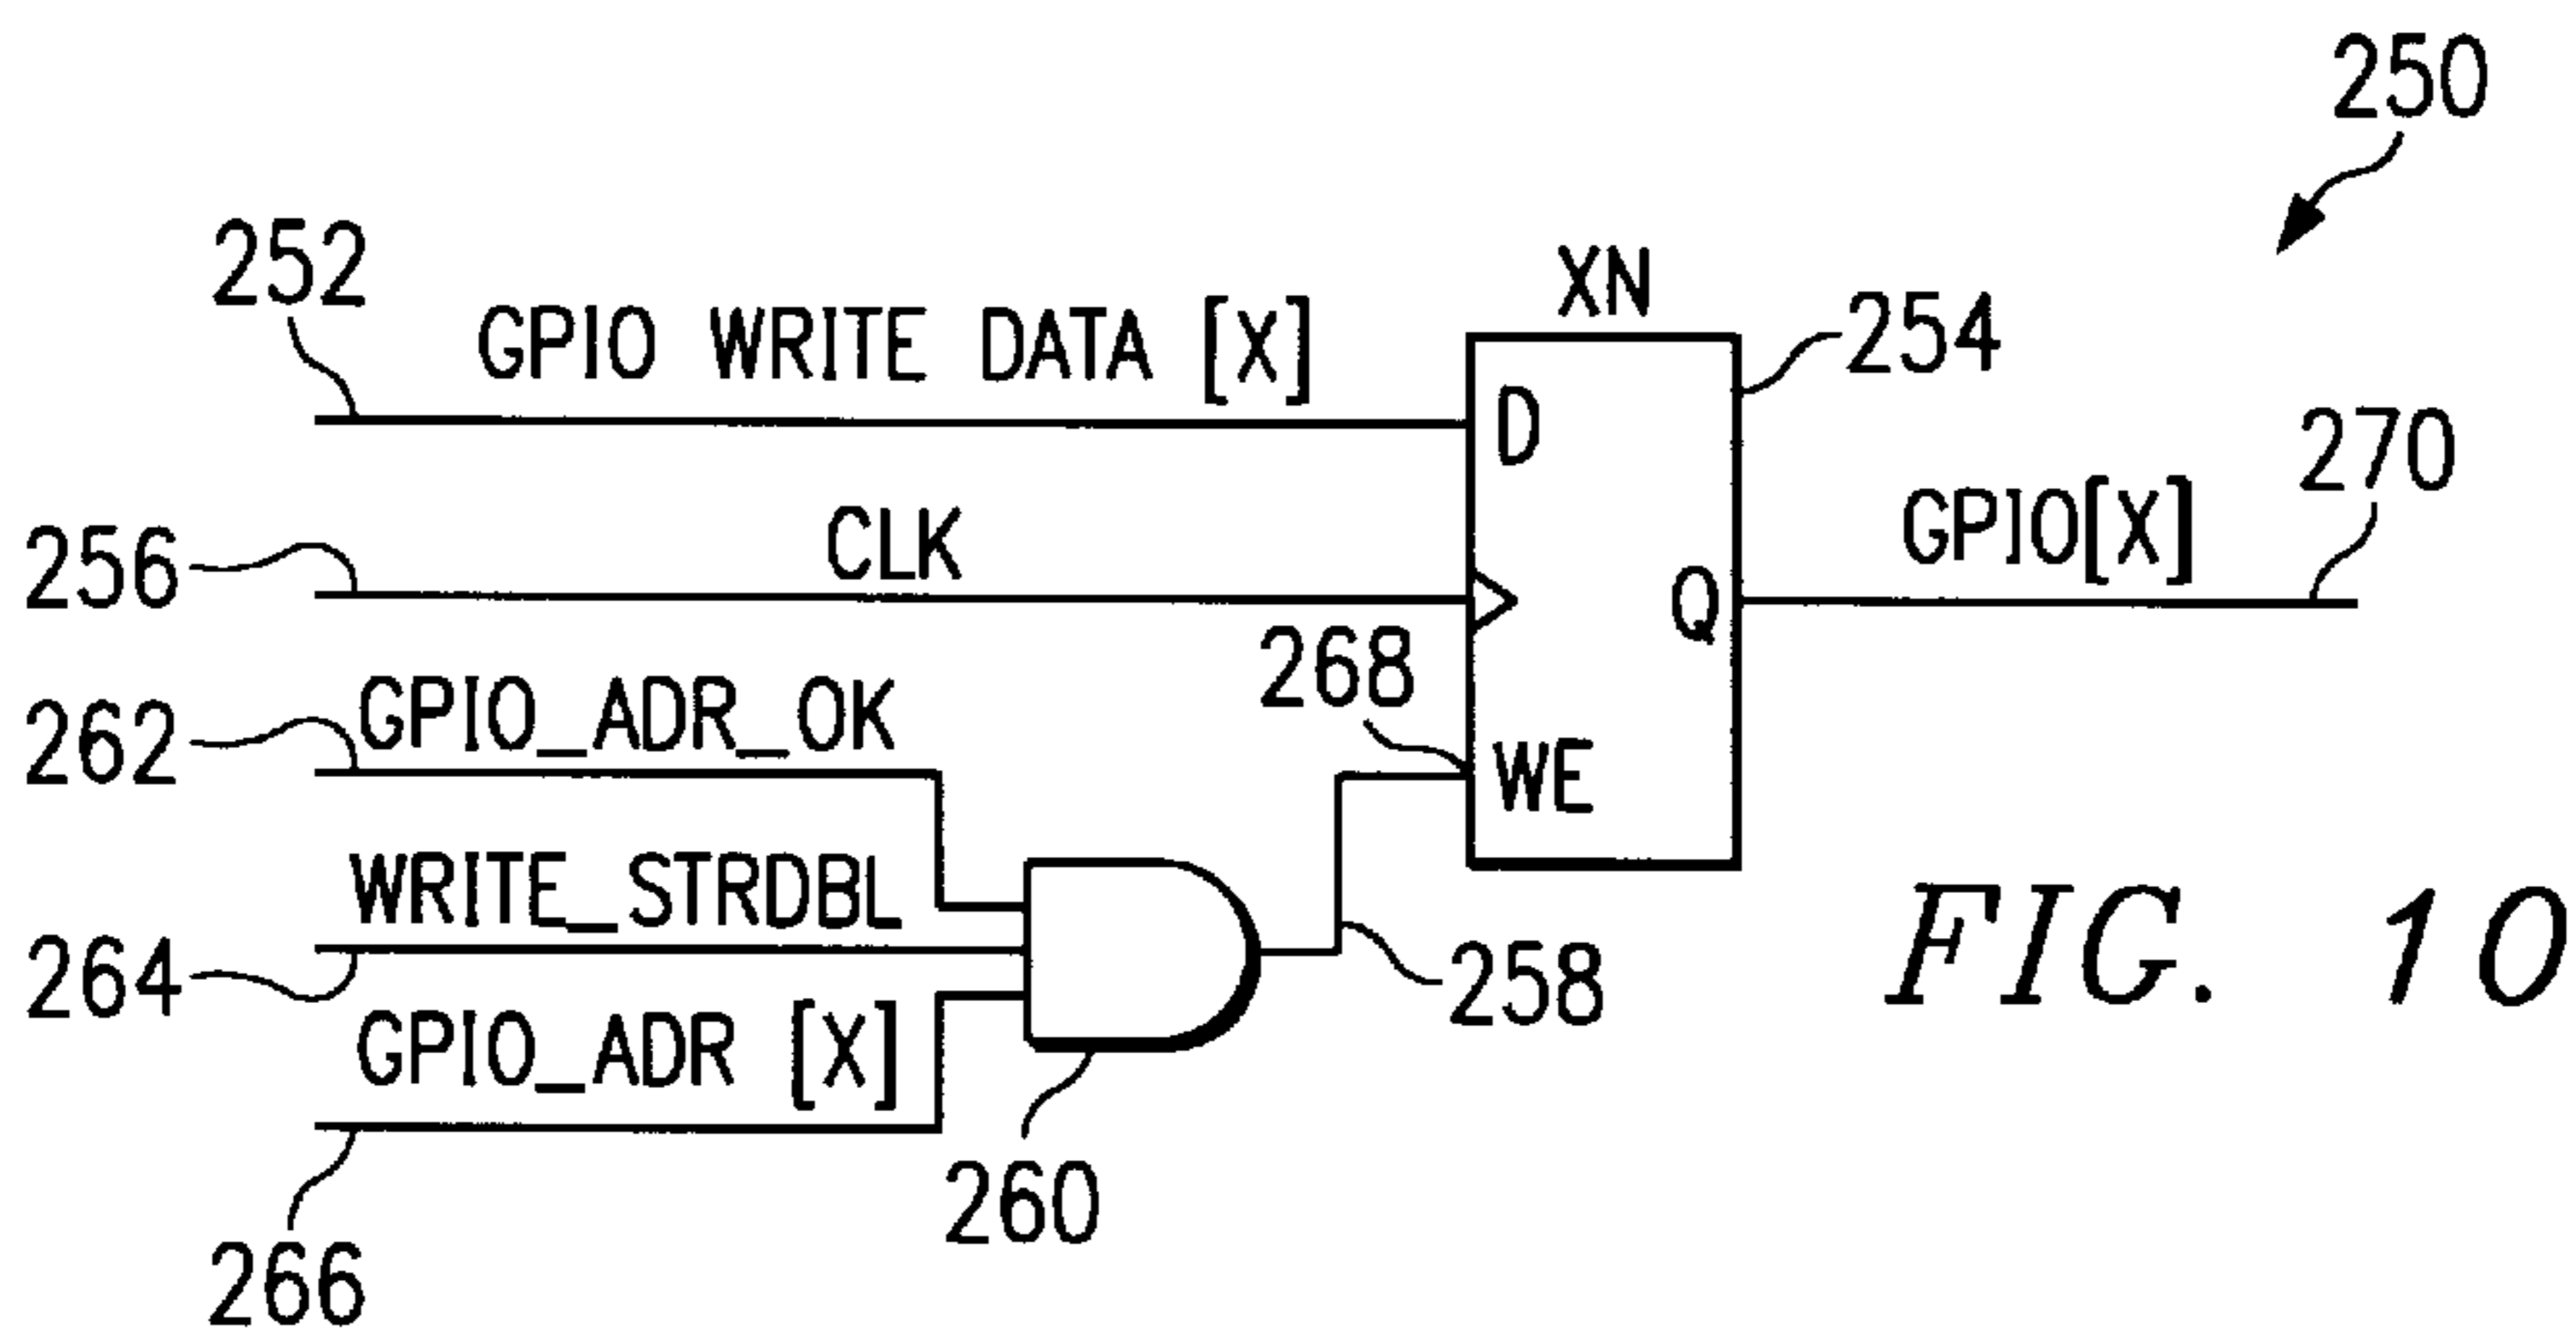 250
252
GPIO WRITE DATA [X]
XN
254
D
270
256
CLK
GPIO[X]
Q
268
262
GPIO_ADR_OK
WE
WRITE_STRDBL
264
258
FIG. 10
GPIO_ADR [X]
260
266